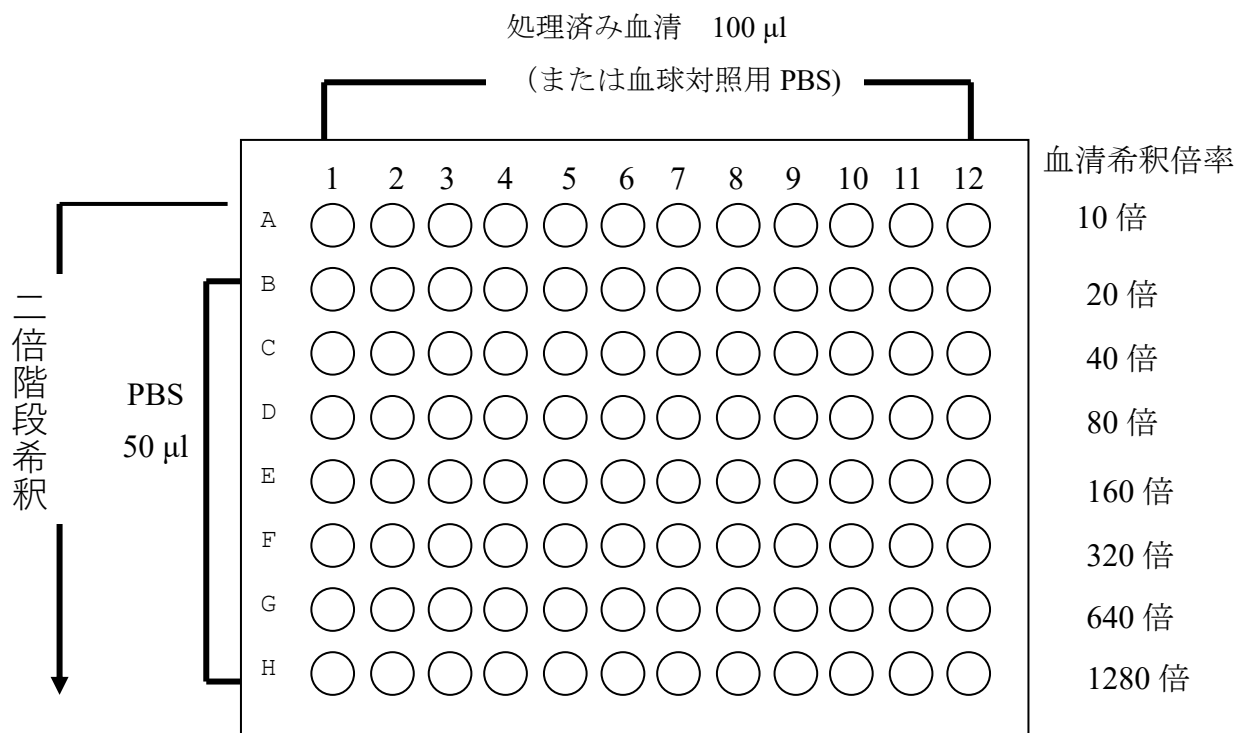 処理済み血清 100 μl
（または血球対照用 PBS)
血清希釈倍率
1 2 3 4 5 6 7 8 9 10 11 12
A 10 倍
B 20 倍
C 40 倍
D 80 倍
E 160 倍
F 320 倍
G 640 倍
H 1280 倍
二倍階段希釈
PBS
50 μl